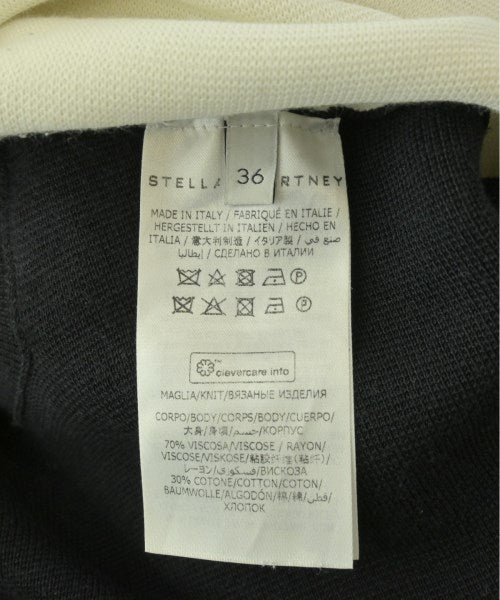 STELLA
36
RTNEY
MADE IN ITALY / FABRIQUÉ EN ITALIE /
HERGESTELLT IN ITALIEN / HECHO EN
ITALIA / 意大利制造 / イタリア製 / صنع في
إيطاليا / СДЕЛАНО В ИТАЛИИ
P
P
clevercare info
MAGLIA/KNIT/ВЯЗАНЫЕ ИЗДЕЛИЯ
CORPO/BODY/CORPS/BODY/CUERPO/
大身/身頃/جسم/КОРПУС
70% VISCOSA/VISCOSE / RAYON/
VISCOSE/VISKOSE/粘胶纤维(粘纤)/
レーヨン/فسكوزي/ВИСКОЗА
30% COTONE/COTTON/COTON/
BAUMWOLLE/ALGODÓN/棉/綿/قطن/
ХЛОПОК